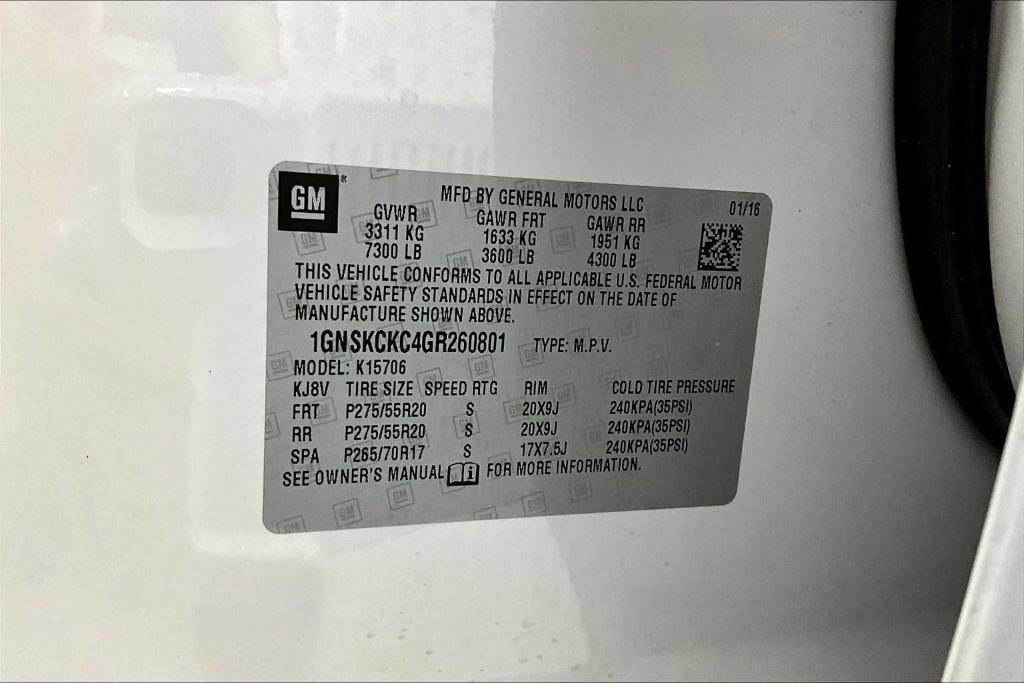 GM
MFD BY GENERAL MOTORS LLC 01/16
GVWR GAWR FRT GAWR RR
3311 KG 1633 KG 1951 KG
7300 LB 3600 LB 4300 LB
THIS VEHICLE CONFORMS TO ALL APPLICABLE U.S. FEDERAL MOTOR
VEHICLE SAFETY STANDARDS IN EFFECT ON THE DATE OF
MANUFACTURE SHOWN ABOVE.
1GNSKCKC4GR260801 TYPE: M.P.V.
MODEL: K15706
KJ8V TIRE SIZE SPEED RTG RIM COLD TIRE PRESSURE
FRT P275/55R20 S 20X9J 240KPA(35PSI)
RR P275/55R20 S 20X9J 240KPA(35PSI)
SPA P265/70R17 S 17X7.5J 240KPA(35PSI)
SEE OWNER'S MANUAL FOR MORE INFORMATION.